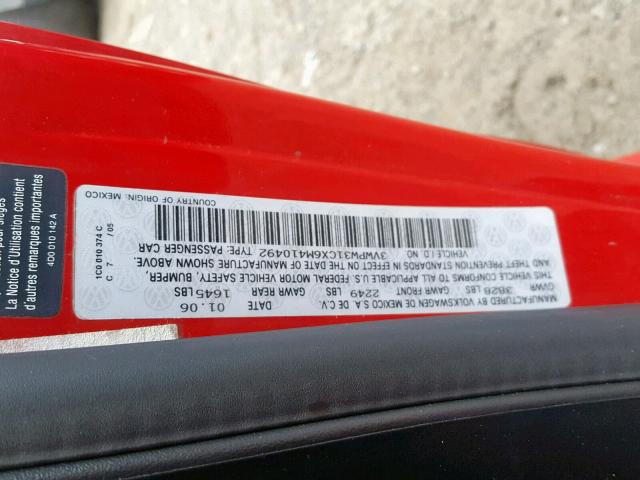 MANUFACTURED BY VOLKSWAGEN DE MEXICO S.A. DE C.V.
GVWR GAWR FRONT GAWR REAR DATE
3828 LBS 2249 LBS 1649 LBS 01.06
THIS VEHICLE CONFORMS TO ALL APPLICABLE U.S. FEDERAL MOTOR VEHICLE SAFETY, BUMPER,
AND THEFT PREVENTION STANDARDS IN EFFECT ON THE DATE OF MANUFACTURE SHOWN ABOVE.
VEHICLE I D NO.: 3VWPW31CX6M410492 TYPE: PASSENGER CAR
COUNTRY OF ORIGIN: MEXICO
1C0 010 374 C
C 7 / 05
sièges
La Notice d'Utilisation contient
d'autres remarques importantes
4D0 010 142 A